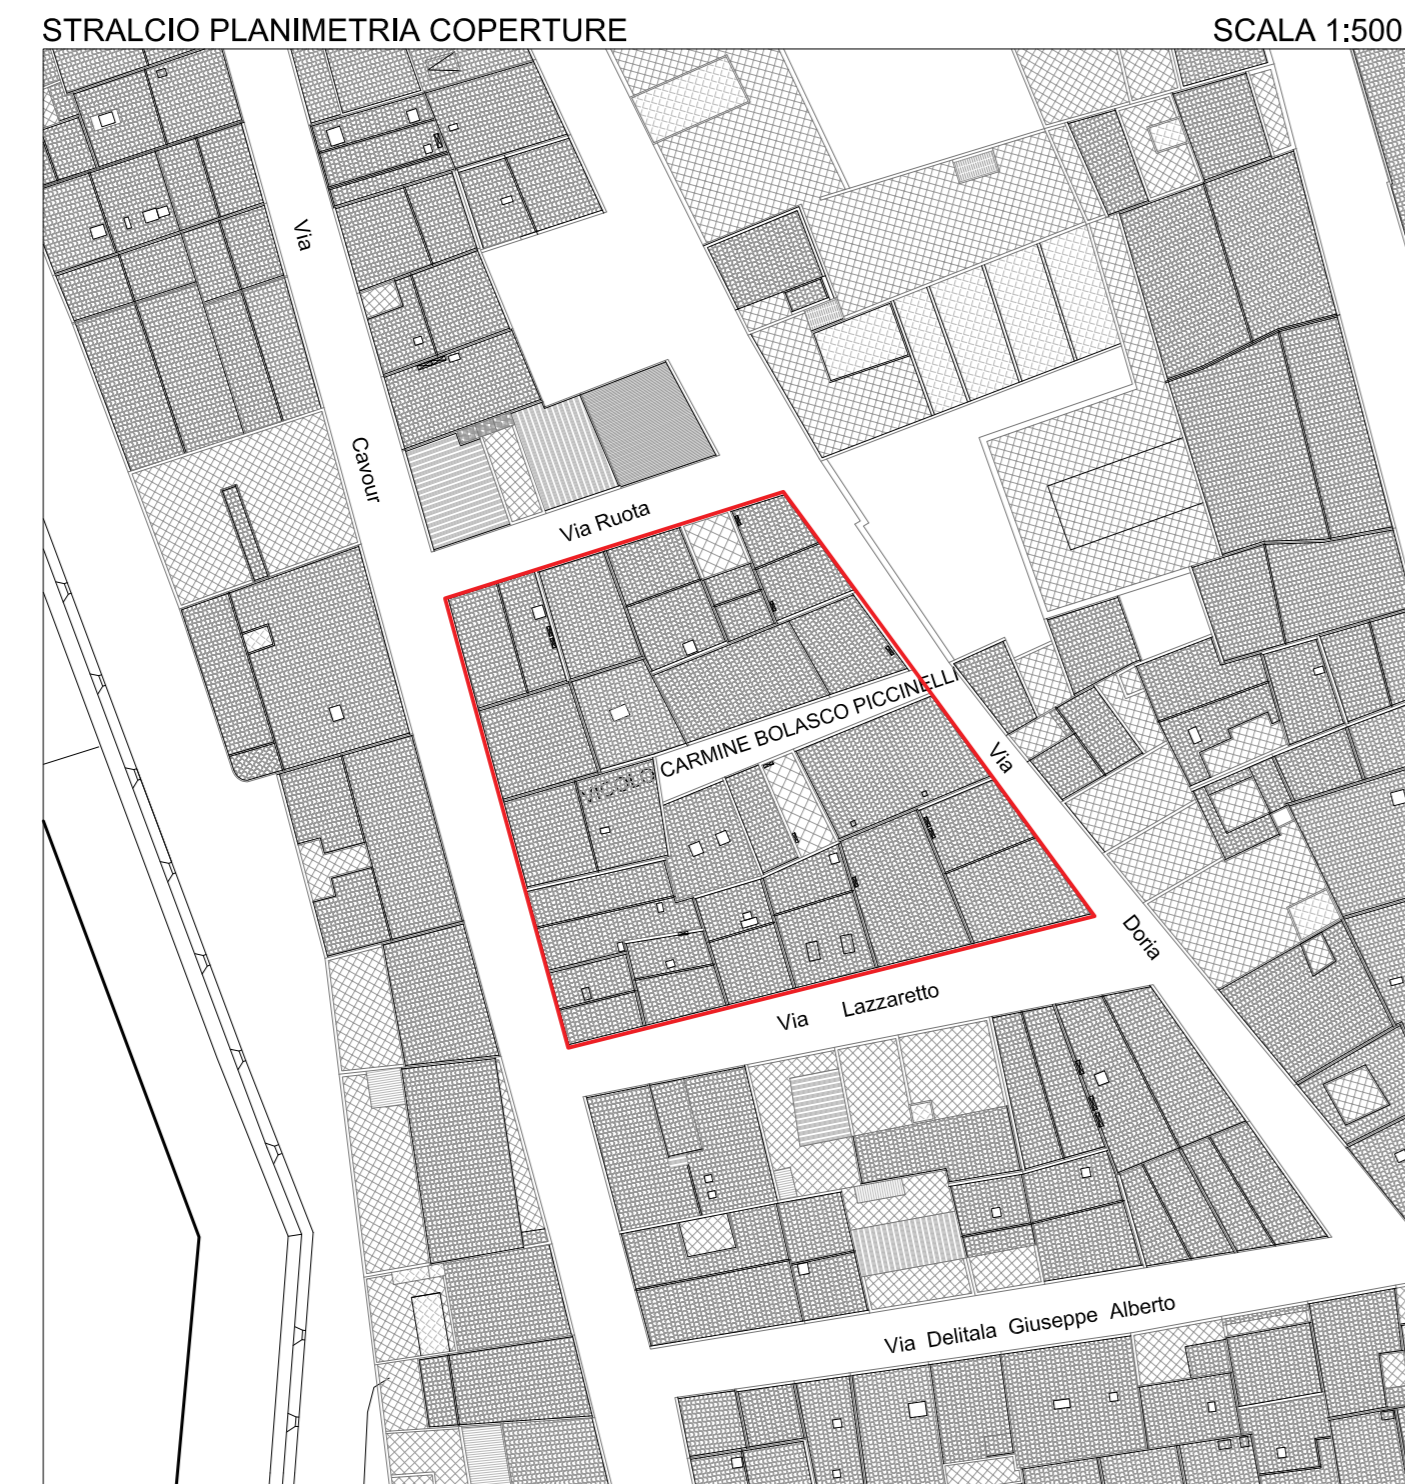 STRALCIO PLANIMETRIA COPERTURE
SCALA 1:500
Via
Cavour
Via Ruota
VICOLO CARMINE BOLASCO PICCINELLI
Via
Doria
Via Lazzaretto
Via Delitala Giuseppe Alberto